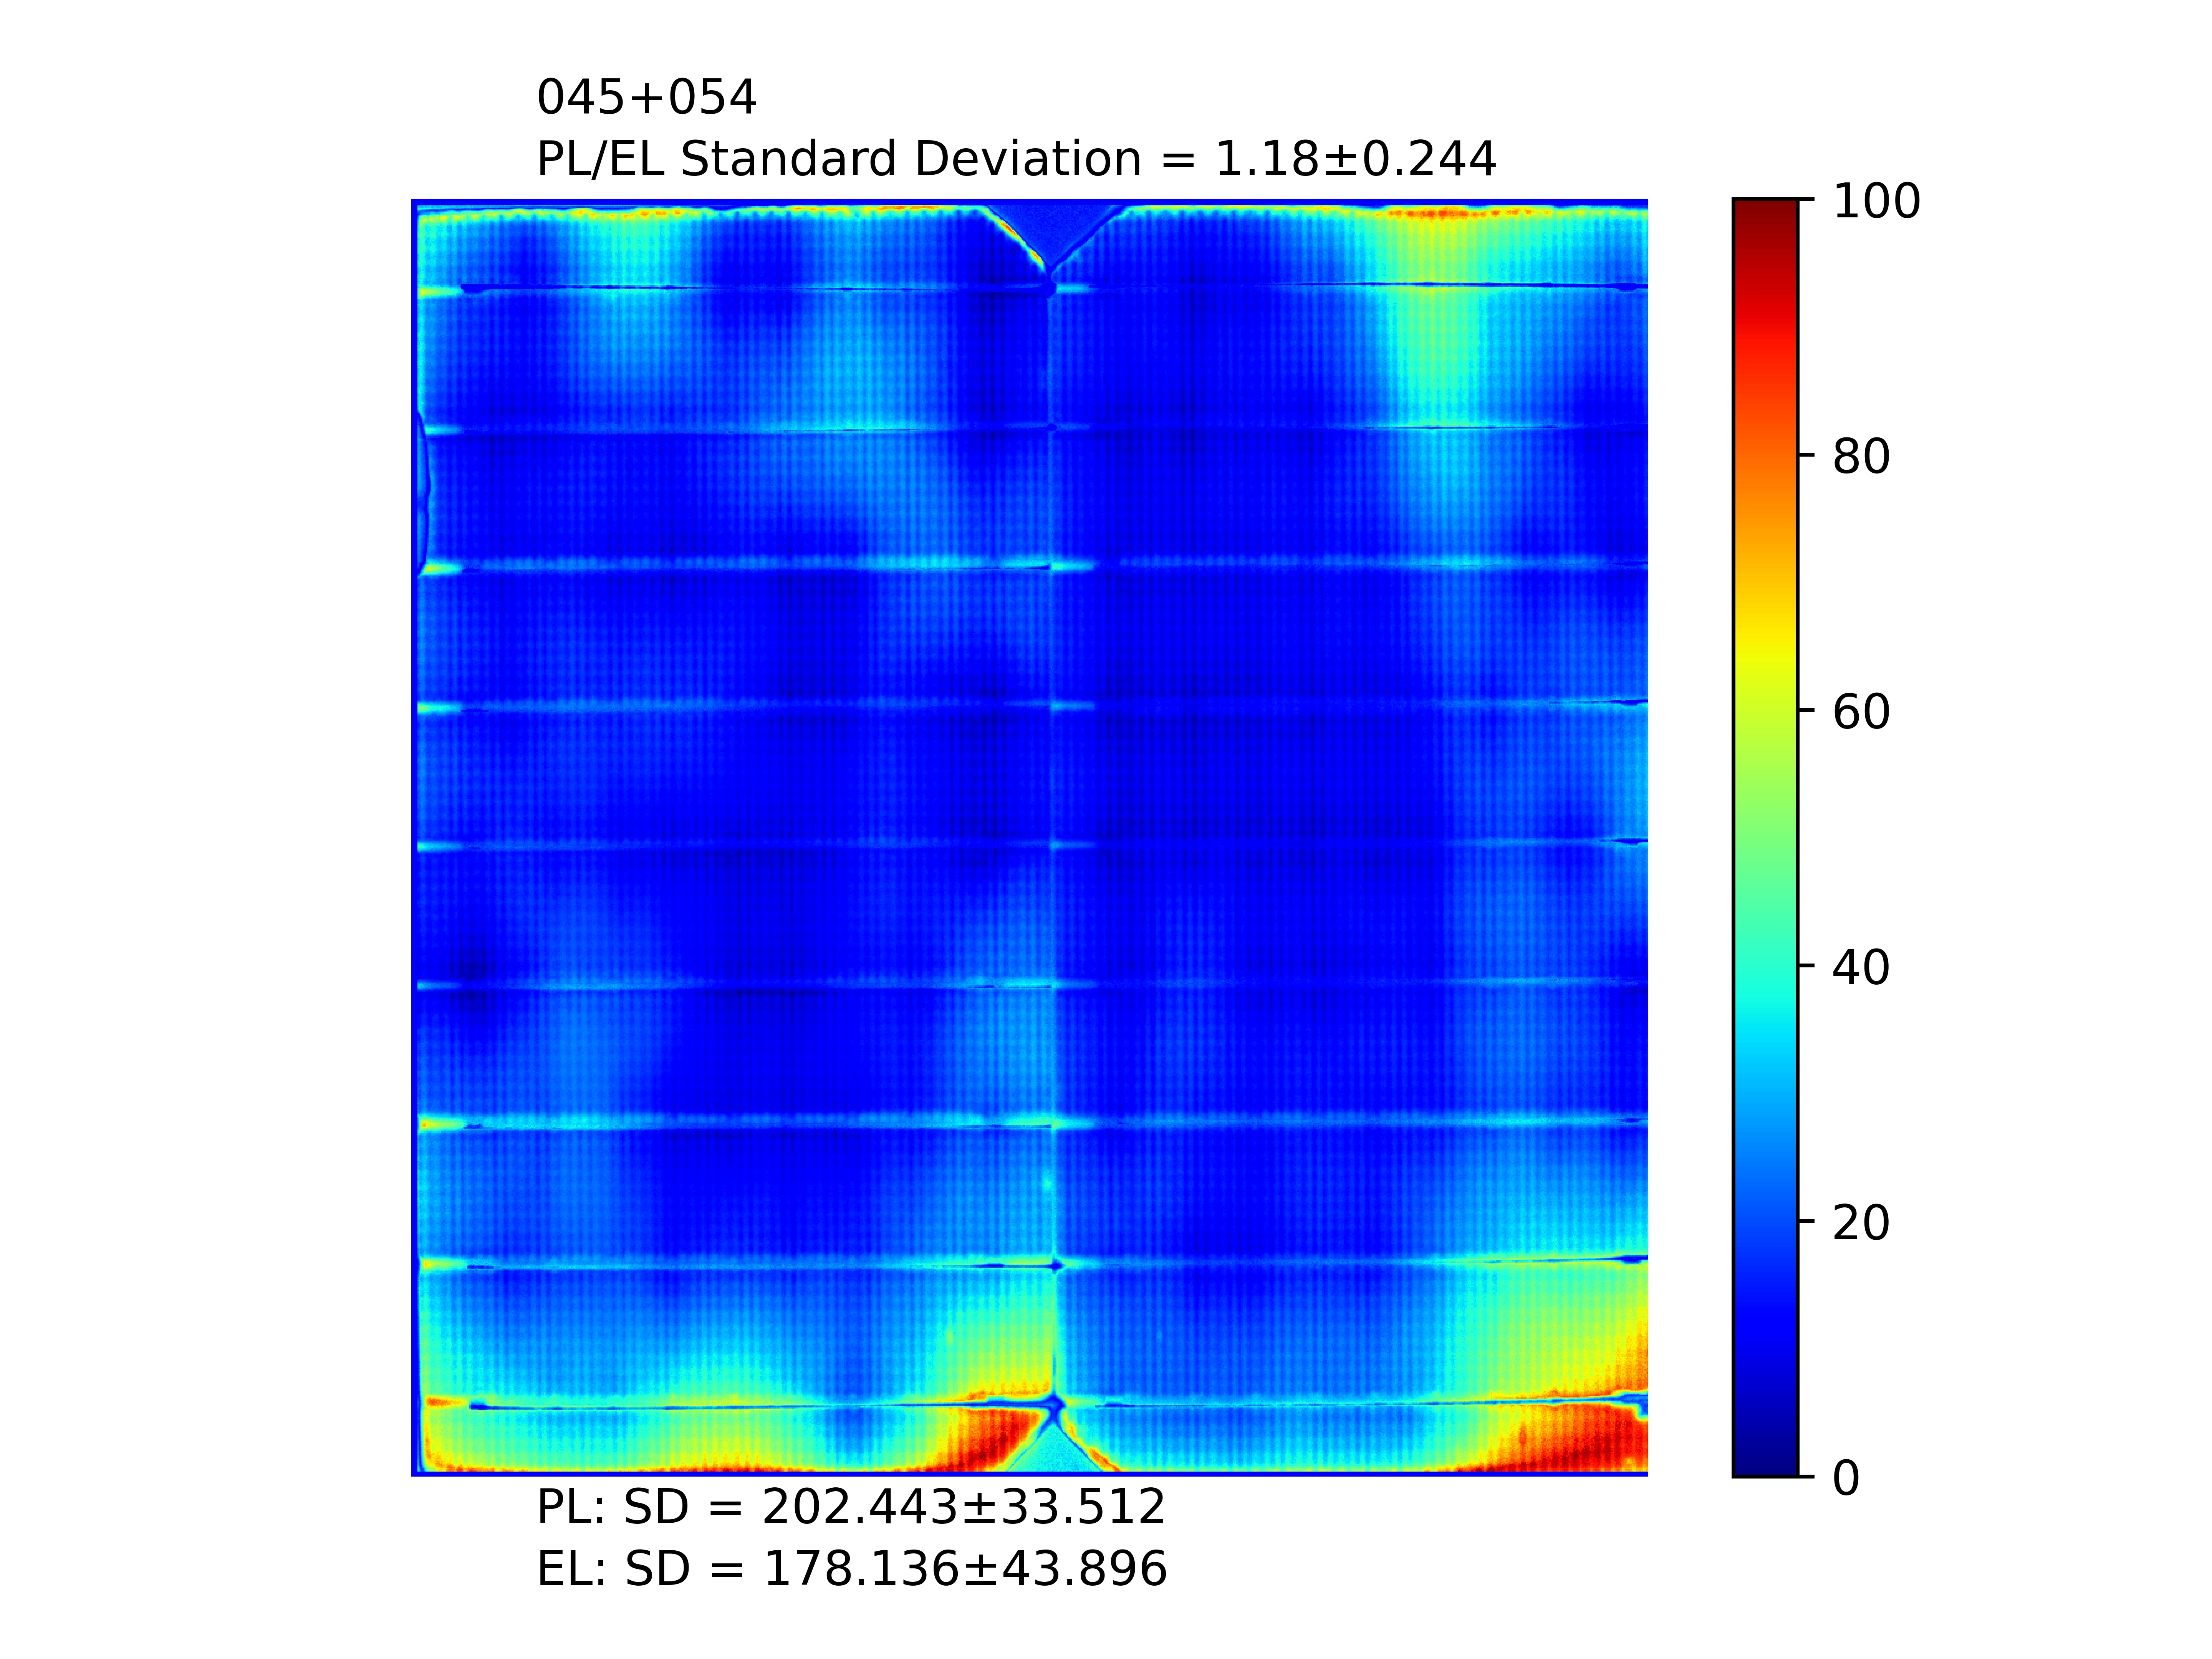 045+054
PL/EL Standard Deviation = 1.18±0.244
100
80
60
40
20
0
PL: SD = 202.443±33.512
EL: SD = 178.136±43.896